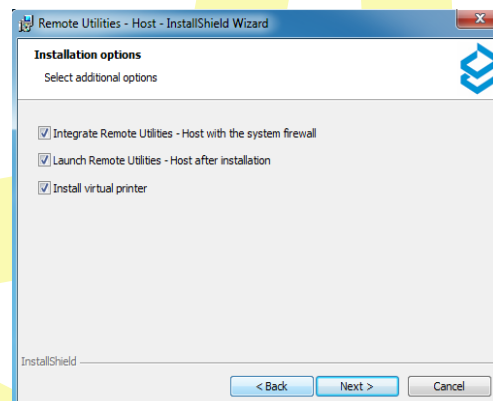 Remote Utilities - Host - InstallShield Wizard
Installation options
Select additional options
Integrate Remote Utilities - Host with the system firewall
Launch Remote Utilities - Host after installation
Install virtual printer
InstallShield
< Back
Next >
Cancel